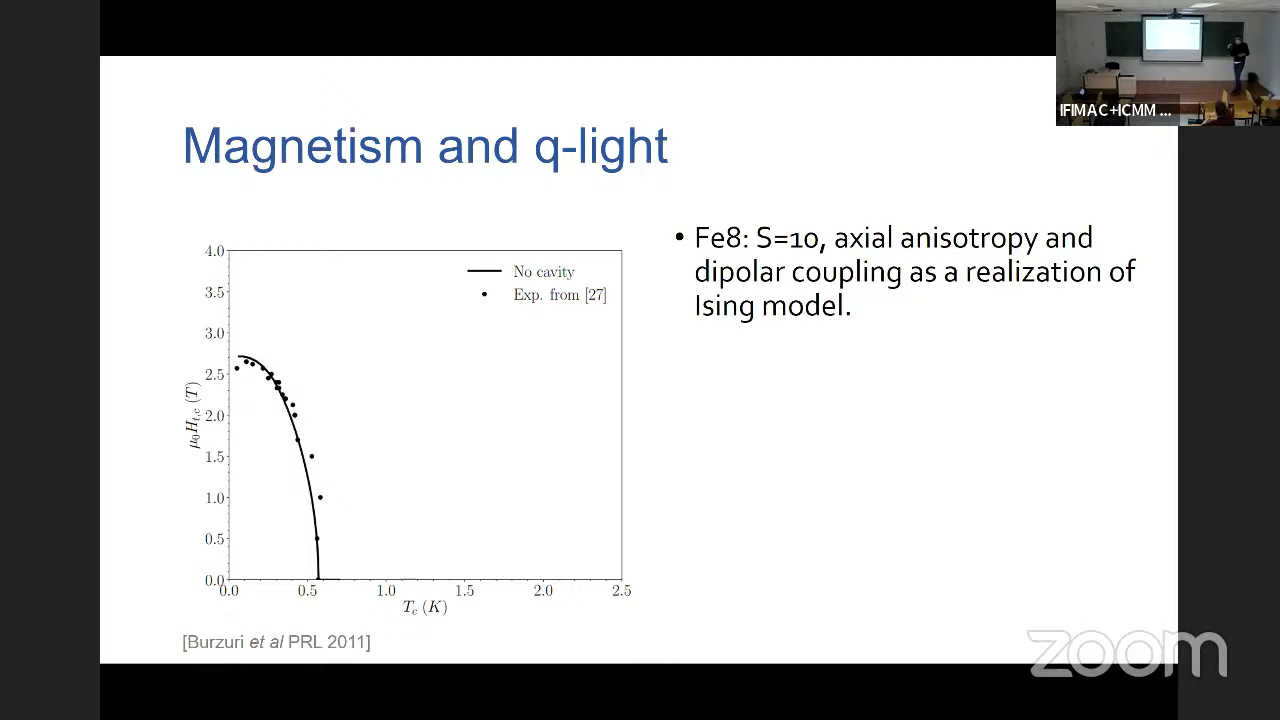 IFIMAC+ICMM ...
Magnetism and q-light
• Fe8: S=10, axial anisotropy and
dipolar coupling as a realization of
Ising model.
4.0
3.5
3.0
2.5
2.0
1.5
1.0
0.5
0.0
μ₀H_{t,c} (T)
No cavity
Exp. from [27]
0.0 0.5 1.0 1.5 2.0 2.5
T_c (K)
[Burzuri et al PRL 2011]
zoom